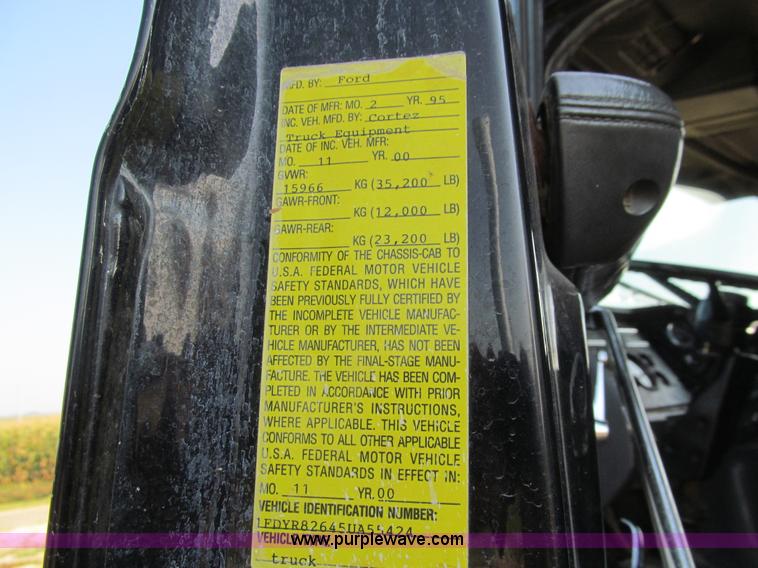 MFD. BY: Ford
DATE OF MFR: MO. 2 YR. 95
INC. VEH. MFD. BY: Cortez
Truck Equipment
DATE OF INC. VEH. MFR:
MO. 11 YR. 00
GVWR:
15966 KG (35,200 LB)
GAWR-FRONT:
KG (12,000 LB)
GAWR-REAR:
KG (23,200 LB)
CONFORMITY OF THE CHASSIS-CAB TO
U.S.A. FEDERAL MOTOR VEHICLE
SAFETY STANDARDS, WHICH HAVE
BEEN PREVIOUSLY FULLY CERTIFIED BY
THE INCOMPLETE VEHICLE MANUFAC-
TURER OR BY THE INTERMEDIATE VE-
HICLE MANUFACTURER, HAS NOT BEEN
AFFECTED BY THE FINAL-STAGE MANU-
FACTURE. THE VEHICLE HAS BEEN COM-
PLETED IN ACCORDANCE WITH PRIOR
MANUFACTURER'S INSTRUCTIONS,
WHERE APPLICABLE. THIS VEHICLE
CONFORMS TO ALL OTHER APPLICABLE
U.S.A. FEDERAL MOTOR VEHICLE
SAFETY STANDARDS IN EFFECT IN:
MO. 11 YR. 00
VEHICLE IDENTIFICATION NUMBER:
1FDYR82645UA55424
VEHICLE
www.purplewave.com
truck